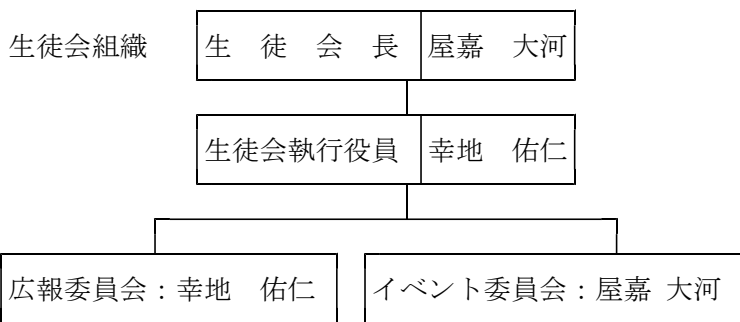 生徒会組織
生　徒　会　長　屋嘉　大河
生徒会執行役員　幸地　佑仁
広報委員会：幸地　佑仁
イベント委員会：屋嘉 大河